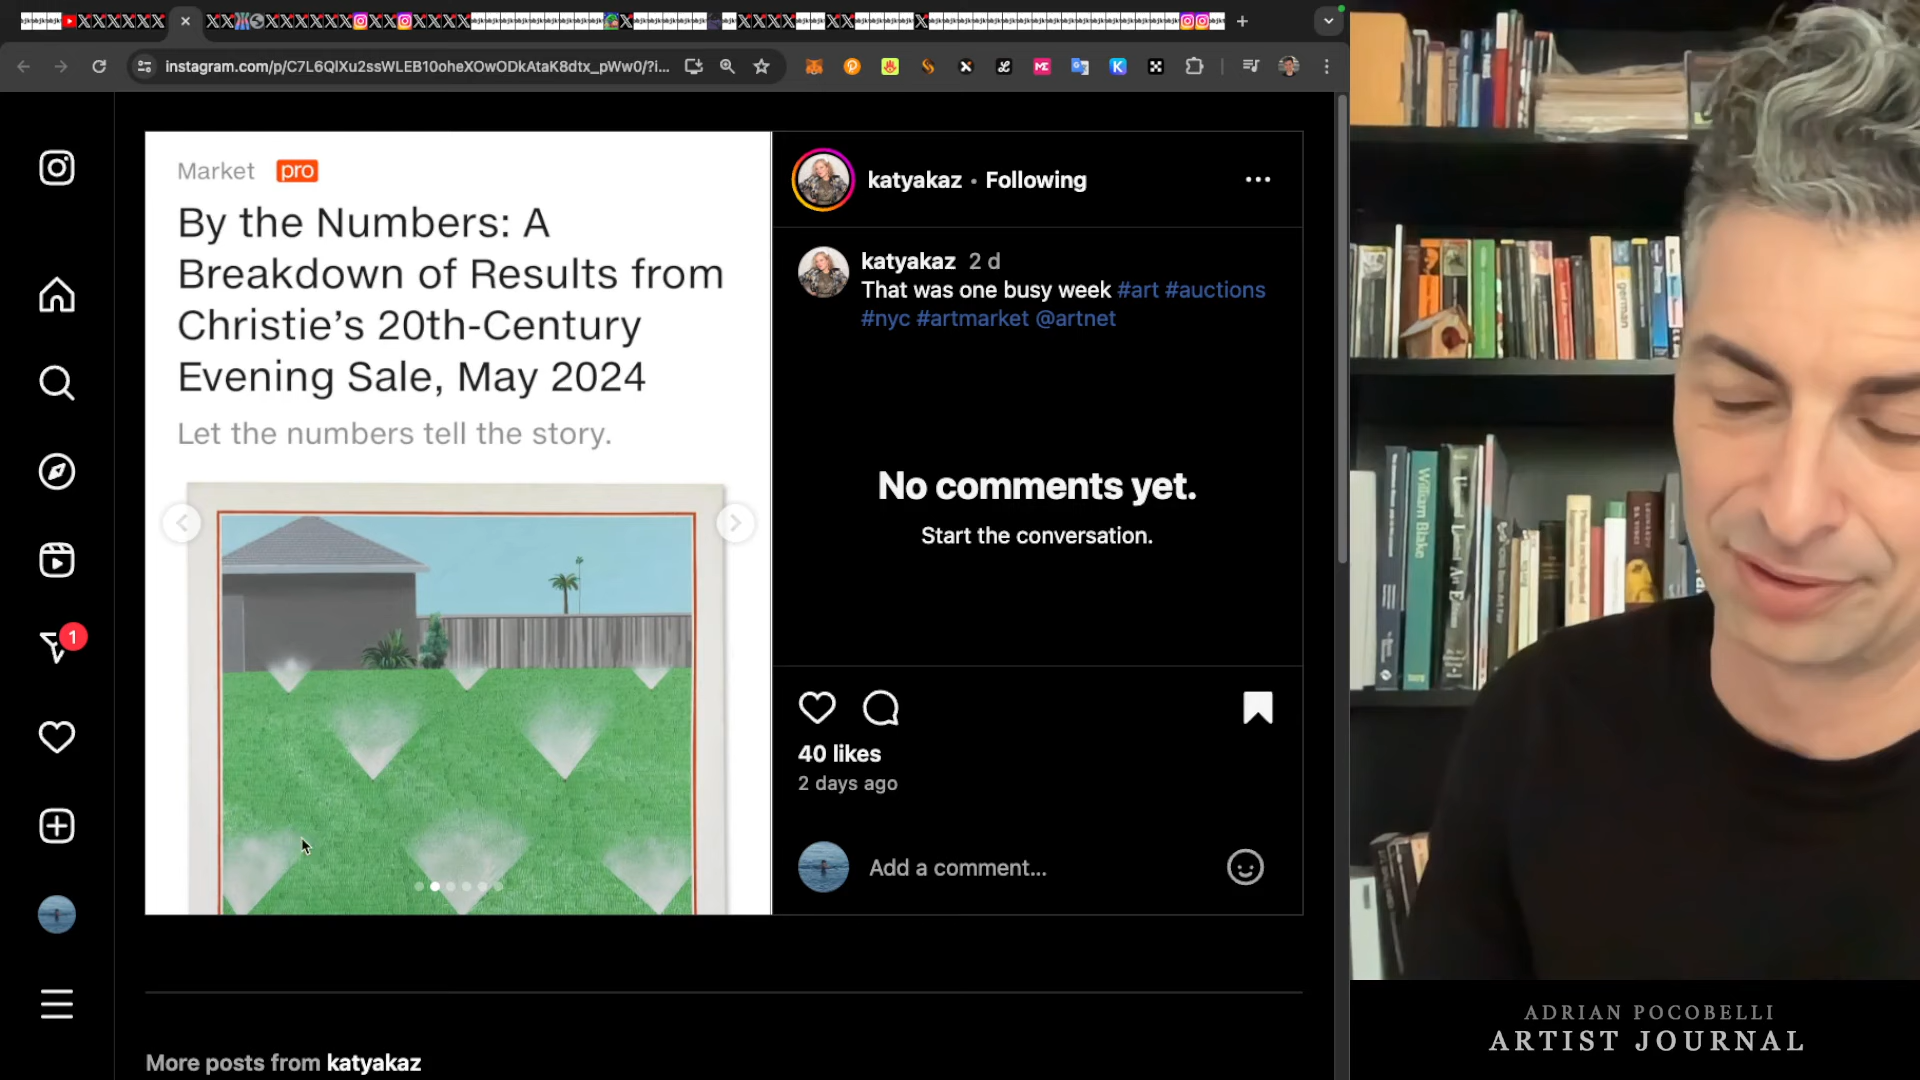 instagram.com/p/C7L6QlXu2ssWLEB10oheXOwODkAtaK8dtx_pWw0/?i...
Market pro
By the Numbers: A
Breakdown of Results from
Christie's 20th-Century
Evening Sale, May 2024
Let the numbers tell the story.
katyakaz • Following
katyakaz 2 d
That was one busy week #art #auctions
#nyc #artmarket @artnet
No comments yet.
Start the conversation.
1
40 likes
2 days ago
Add a comment...
More posts from katyakaz
german
William Blake
ADRIAN POCOBELLI
ARTIST JOURNAL